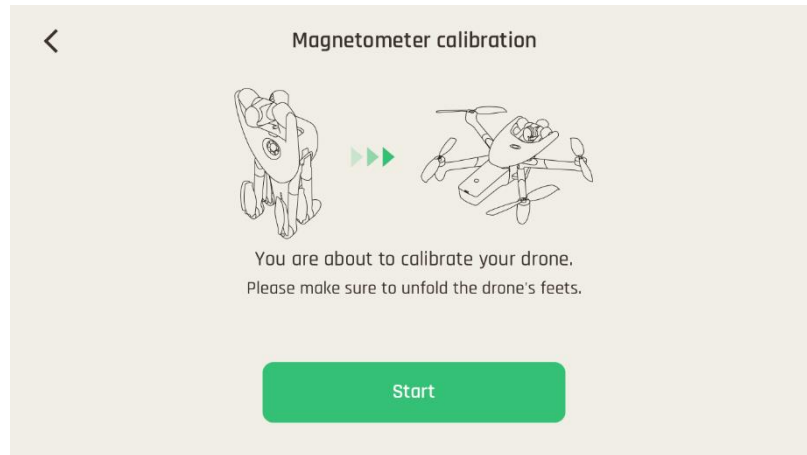 Magnetometer calibration
You are about to calibrate your drone.
Please make sure to unfold the drone's feets.
Start